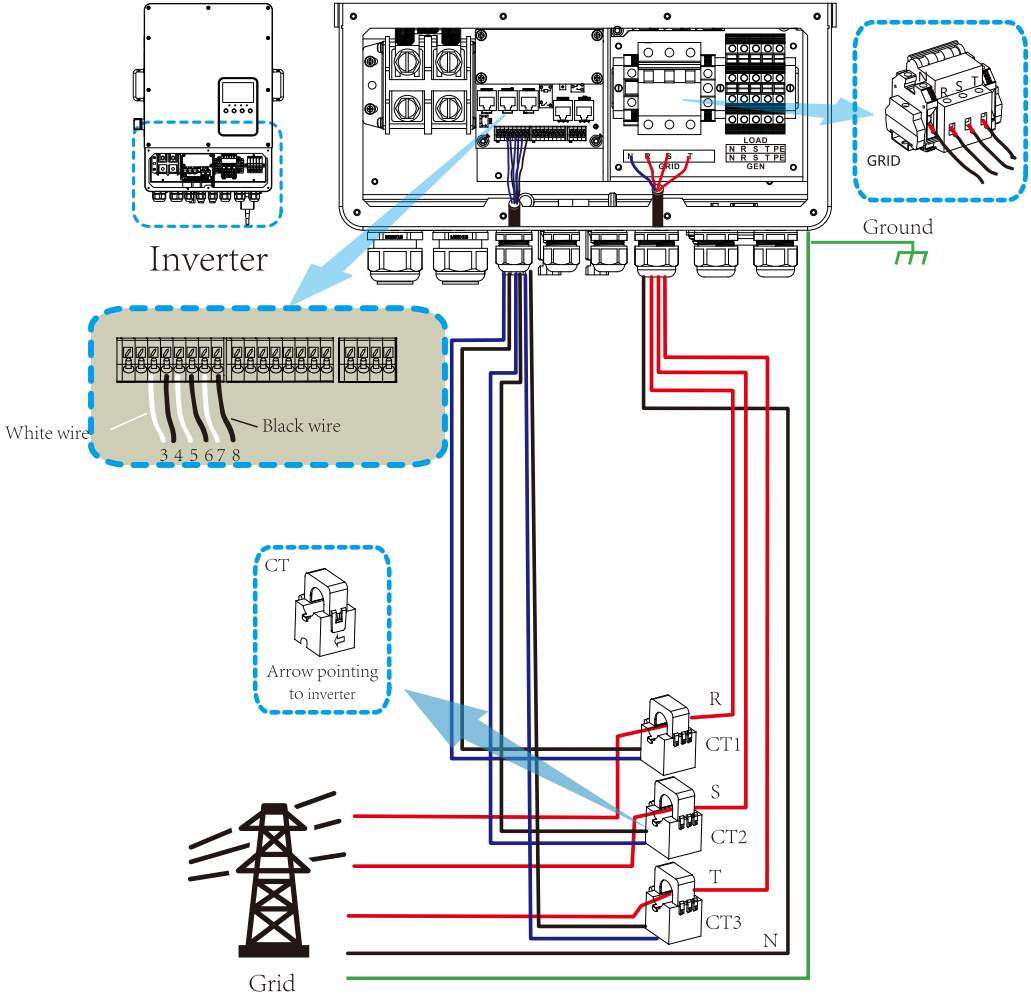 R S T
GRID
LOAD
N R S T PE
N R S T PE
GEN
N R S T
GRID
Ground
Inverter
White wire
Black wire
3 4 5 6 7 8
CT
Arrow pointing
to inverter
R
CT1
S
CT2
T
CT3
N
Grid